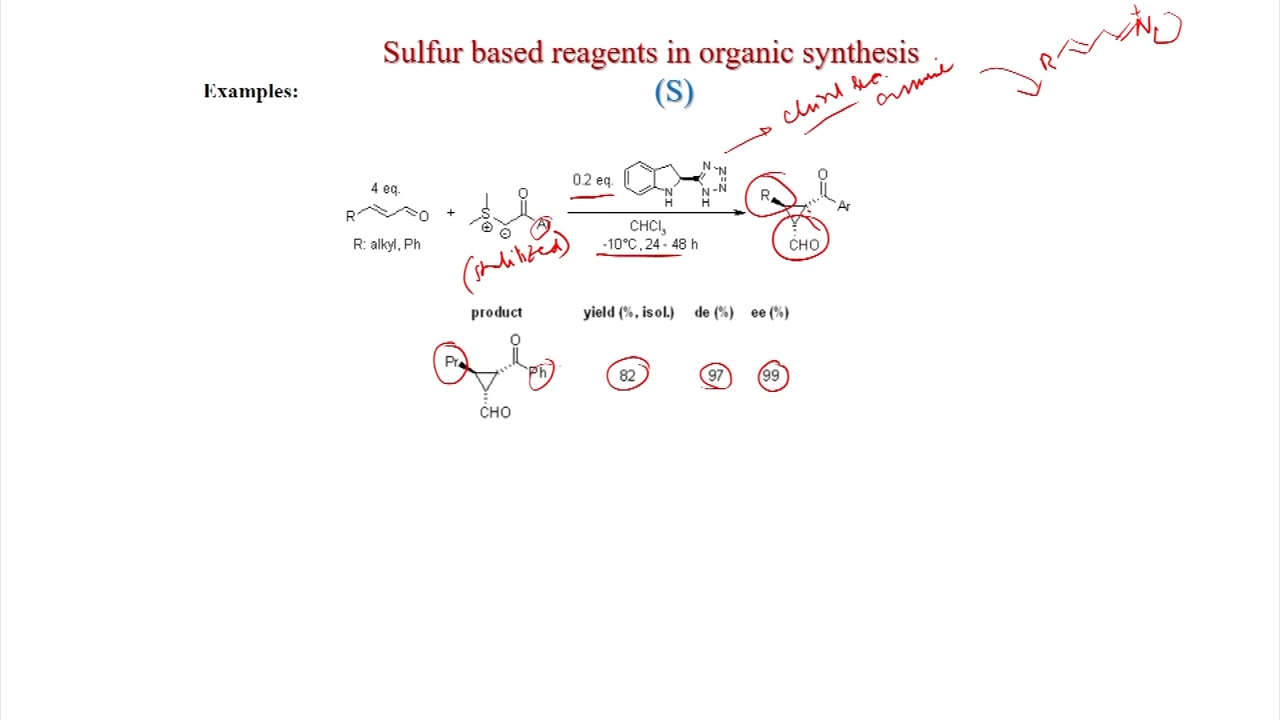 Sulfur based reagents in organic synthesis
(S)
Examples:
chiral sec.
amine
R N +
4 eq.
R O
R: alkyl, Ph
+
S O Ar
(stabilized)
0.2 eq.
N H N N N N H
CHCl3
-10°C, 24 - 48 h
R O Ar
CHO
product yield (%, isol.) de (%) ee (%)
Pr O Ph 82 97 99
CHO